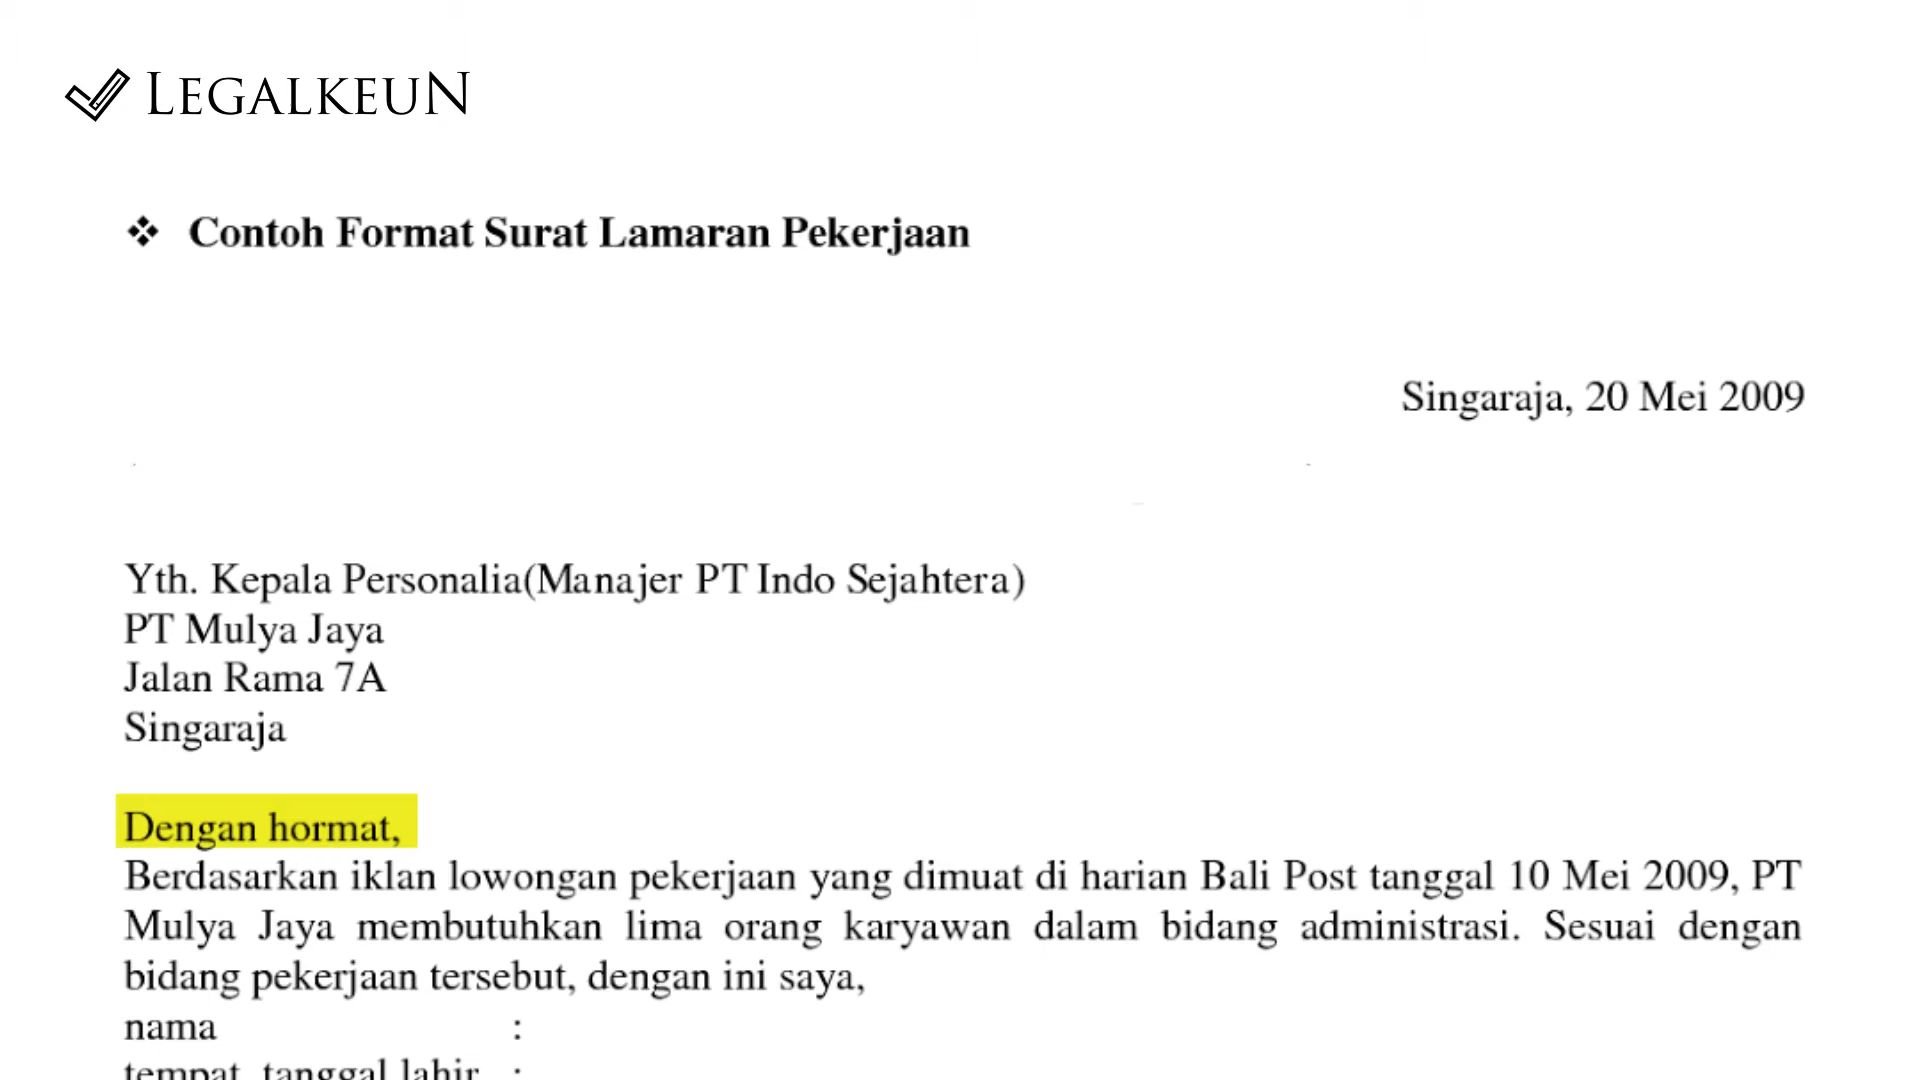 LEGALKEUN
❖ Contoh Format Surat Lamaran Pekerjaan
Singaraja, 20 Mei 2009
Yth. Kepala Personalia(Manajer PT Indo Sejahtera)
PT Mulya Jaya
Jalan Rama 7A
Singaraja
Dengan hormat,
Berdasarkan iklan lowongan pekerjaan yang dimuat di harian Bali Post tanggal 10 Mei 2009, PT
Mulya Jaya membutuhkan lima orang karyawan dalam bidang administrasi. Sesuai dengan
bidang pekerjaan tersebut, dengan ini saya,
nama :
tempat, tanggal lahir :